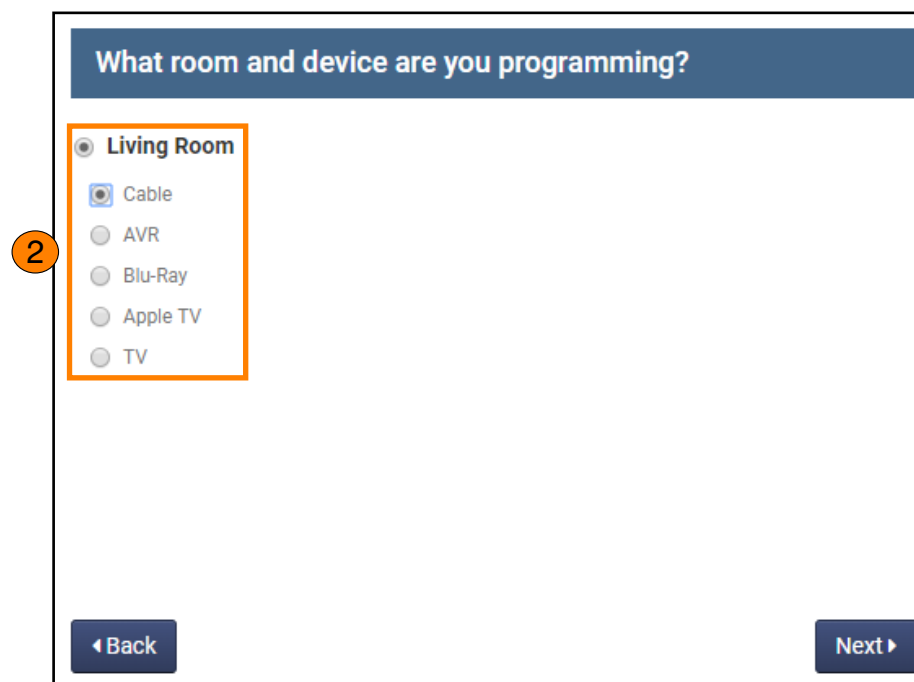 What room and device are you programming?
Living Room
Cable
AVR
2
Blu-Ray
Apple TV
TV
Back
Next